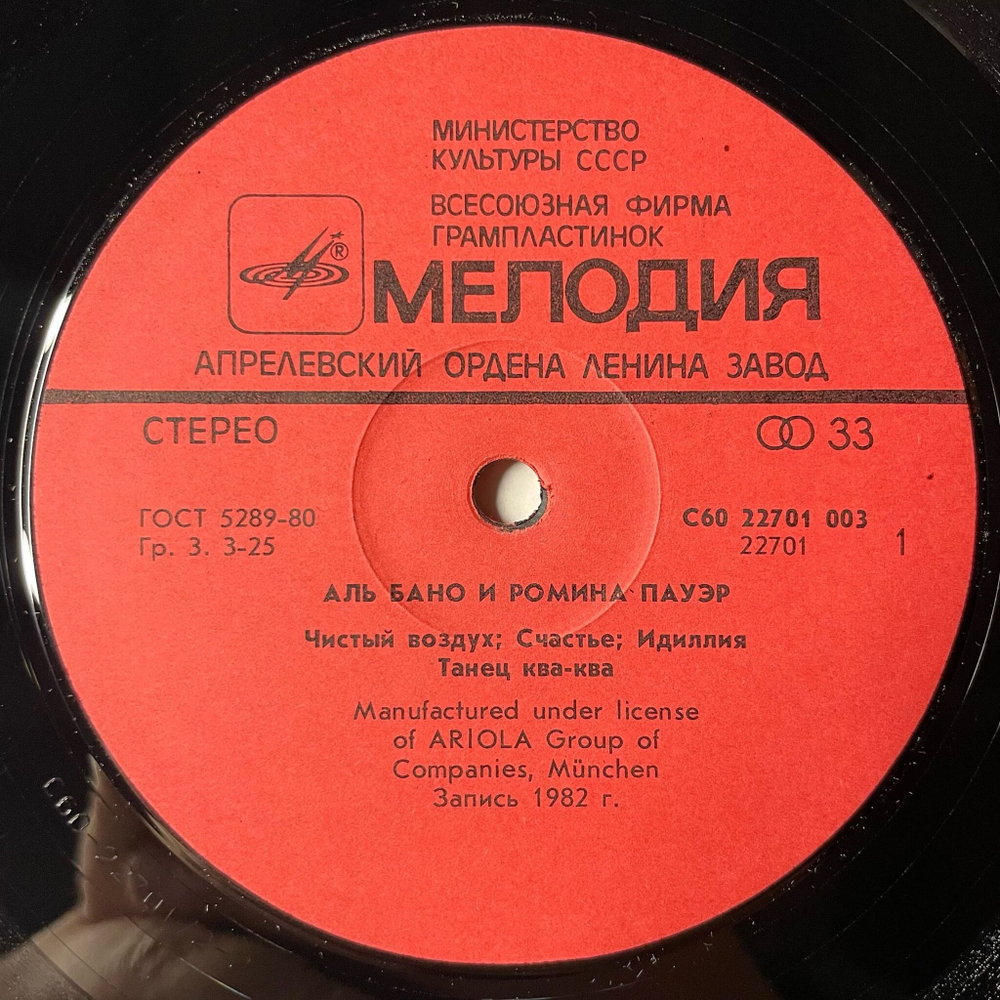 МИНИСТЕРСТВО
КУЛЬТУРЫ СССР
ВСЕСОЮЗНАЯ ФИРМА
ГРАМПЛАСТИНОК
®
МЕЛОДИЯ
АПРЕЛЕВСКИЙ ОРДЕНА ЛЕНИНА ЗАВОД
СТЕРЕО 33
ГОСТ 5289-80 С60 22701 003
Гр. 3. 3-25 22701 1
АЛЬ БАНО И РОМИНА ПАУЭР
Чистый воздух; Счастье; Идиллия
Танец ква-ква
Manufactured under license
of ARIOLA Group of
Companies, München
Запись 1982 г.